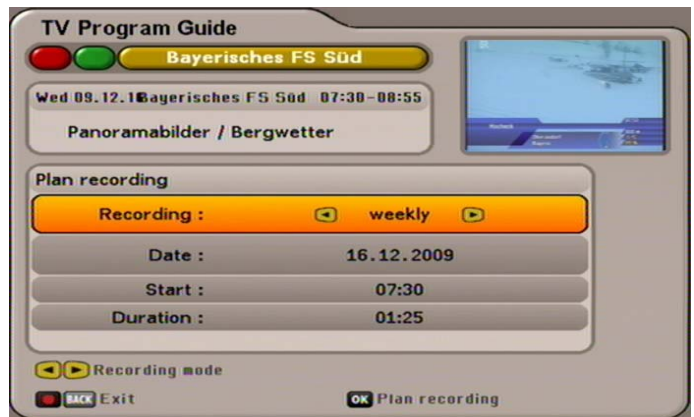 TV Program Guide
Bayerisches FS Süd
Wed 09.12.16 Bayerisches FS Süd 07:30-08:55
Panoramabilder / Bergwetter
Plan recording
Recording : weekly
Date : 16.12.2009
Start : 07:30
Duration : 01:25
Recording mode
BACK Exit
OK Plan recording